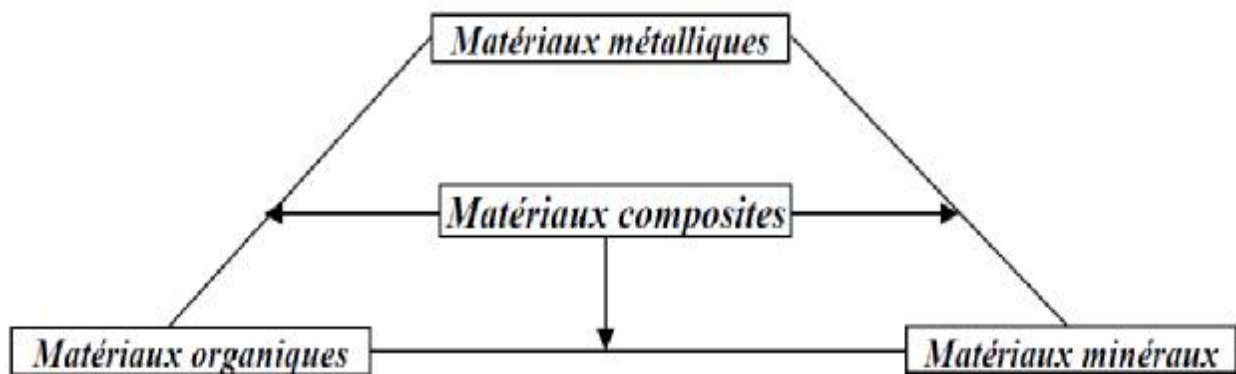 Matériaux métalliques
Matériaux composites
Matériaux organiques
Matériaux minéraux